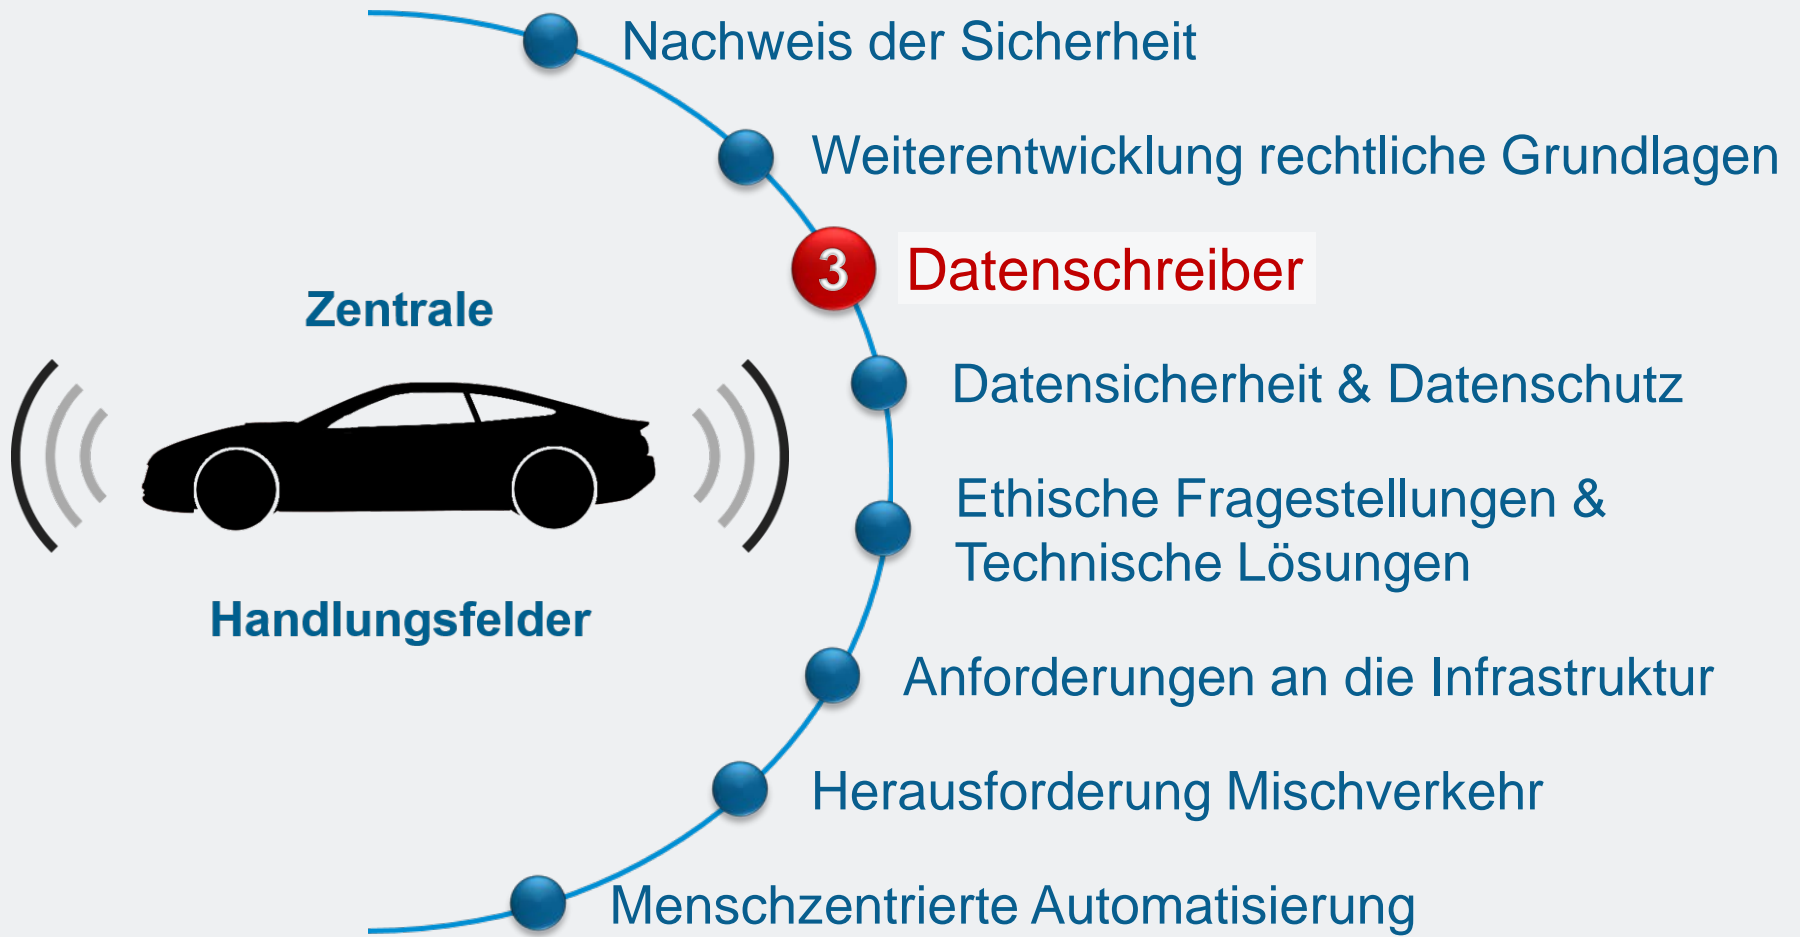 Nachweis der Sicherheit
Weiterentwicklung rechtliche Grundlagen
3 Datenschreiber
Zentrale
Handlungsfelder
Datensicherheit & Datenschutz
Ethische Fragestellungen &
Technische Lösungen
Anforderungen an die Infrastruktur
Herausforderung Mischverkehr
Menschzentrierte Automatisierung